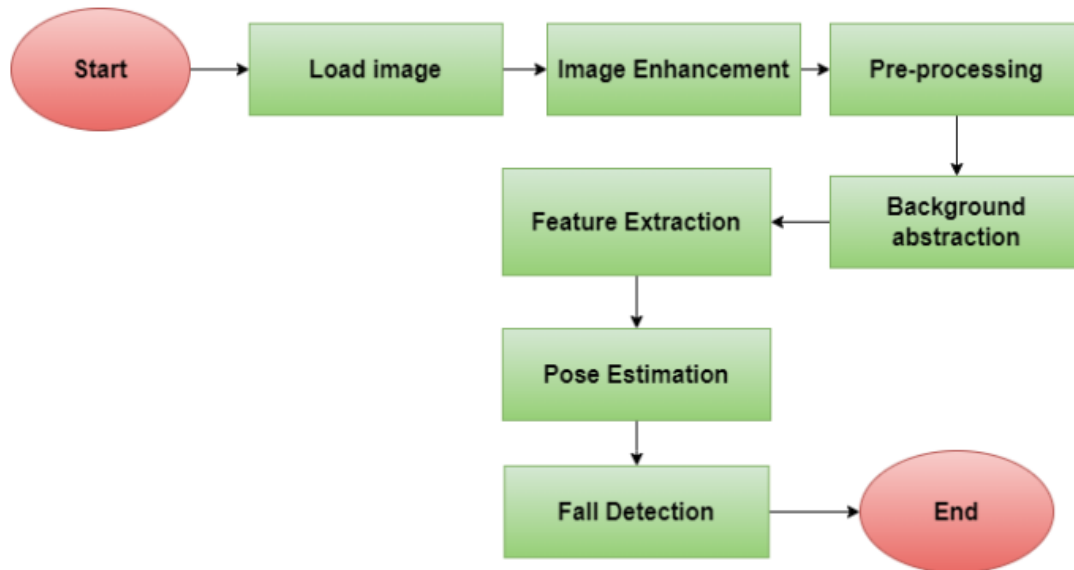 Start
Load image
Image Enhancement
Pre-processing
Background
abstraction
Feature Extraction
Pose Estimation
Fall Detection
End